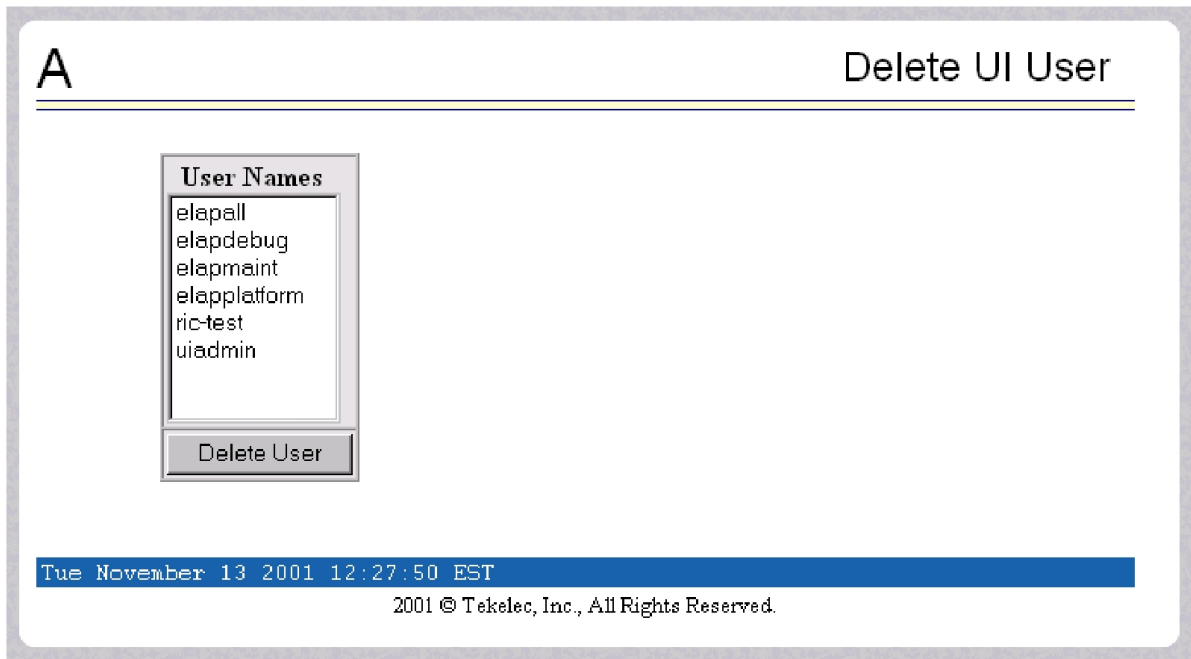 A
Delete UI User
User Names
elapall
elapdebug
elapmaint
elapplatform
ric-test
uiadmin
Delete User
Tue November 13 2001 12:27:50 EST
2001 © Tekelec, Inc., All Rights Reserved.